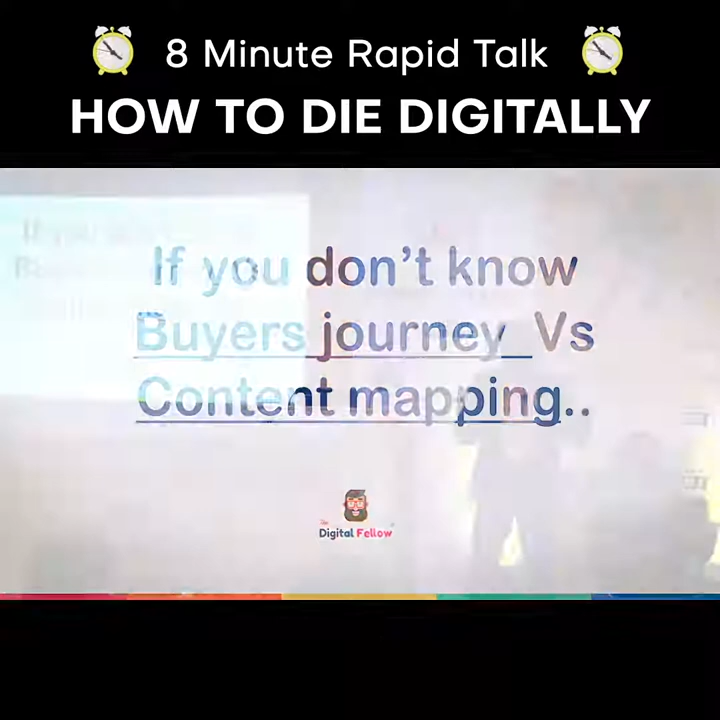 8 Minute Rapid Talk
HOW TO DIE DIGITALLY
If you don't know
Buyers journey Vs
Content mapping..
Digital Fellow